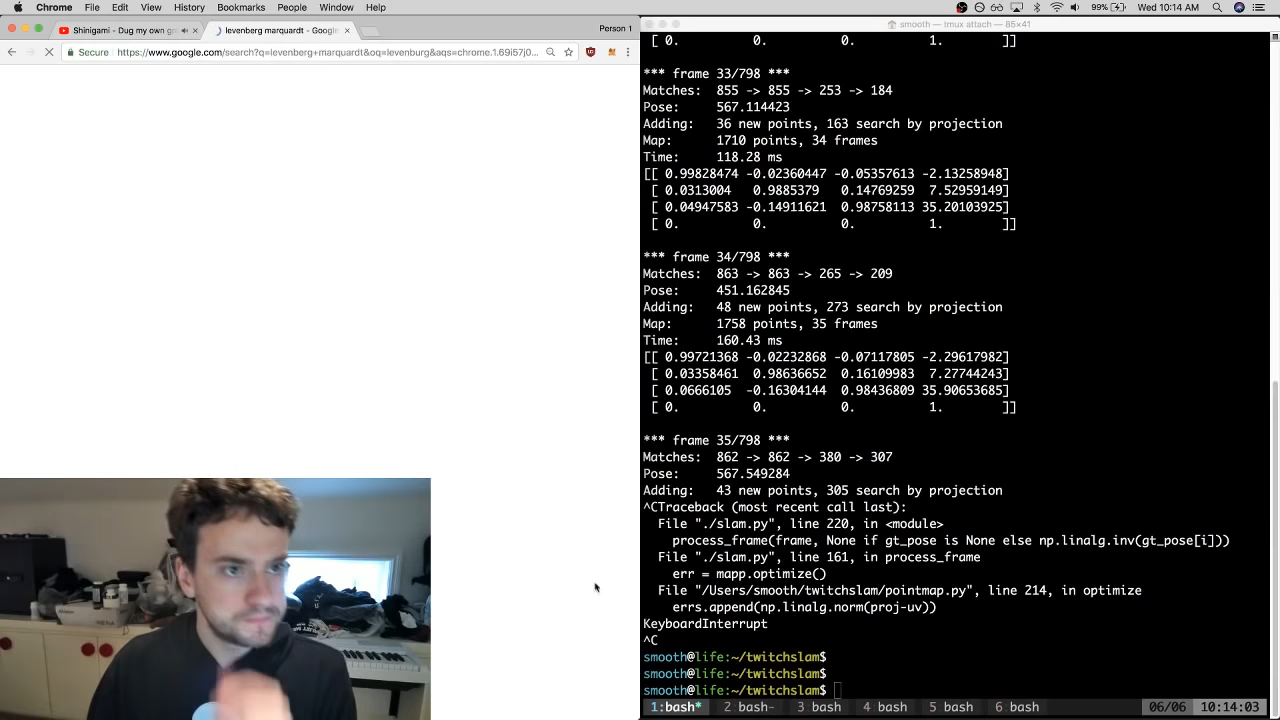 Chrome File Edit View History Bookmarks People Window Help
99% Wed 10:14 AM
Shinigami - Dug my own gra
levenberg marquardt - Google
Person 1
smooth — tmux attach — 85×41
Secure https://www.google.com/search?q=levenberg+marquardt&oq=levenburg&aqs=chrome.1.69i57j0...
[ 0. 0. 0. 1. ]]
*** frame 33/798 ***
Matches: 855 -> 855 -> 253 -> 184
Pose: 567.114423
Adding: 36 new points, 163 search by projection
Map: 1710 points, 34 frames
Time: 118.28 ms
[[ 0.99828474 -0.02360447 -0.05357613 -2.13258948]
[ 0.0313004 0.9885379 0.14769259 7.52959149]
[ 0.04947583 -0.14911621 0.98758113 35.20103925]
[ 0. 0. 0. 1. ]]
*** frame 34/798 ***
Matches: 863 -> 863 -> 265 -> 209
Pose: 451.162845
Adding: 48 new points, 273 search by projection
Map: 1758 points, 35 frames
Time: 160.43 ms
[[ 0.99721368 -0.02232868 -0.07117805 -2.29617982]
[ 0.03358461 0.98636652 0.16109983 7.27744243]
[ 0.0666105 -0.16304144 0.98436809 35.90653685]
[ 0. 0. 0. 1. ]]
*** frame 35/798 ***
Matches: 862 -> 862 -> 380 -> 307
Pose: 567.549284
Adding: 43 new points, 305 search by projection
^CTraceback (most recent call last):
File "./slam.py", line 220, in <module>
process_frame(frame, None if gt_pose is None else np.linalg.inv(gt_pose[i]))
File "./slam.py", line 161, in process_frame
err = mapp.optimize()
File "/Users/smooth/twitchslam/pointmap.py", line 214, in optimize
errs.append(np.linalg.norm(proj-uv))
KeyboardInterrupt
^C
smooth@life:~/twitchslam$
smooth@life:~/twitchslam$
smooth@life:~/twitchslam$
1:bash* 2 bash- 3 bash 4 bash 5 bash 6 bash 06/06 10:14:03